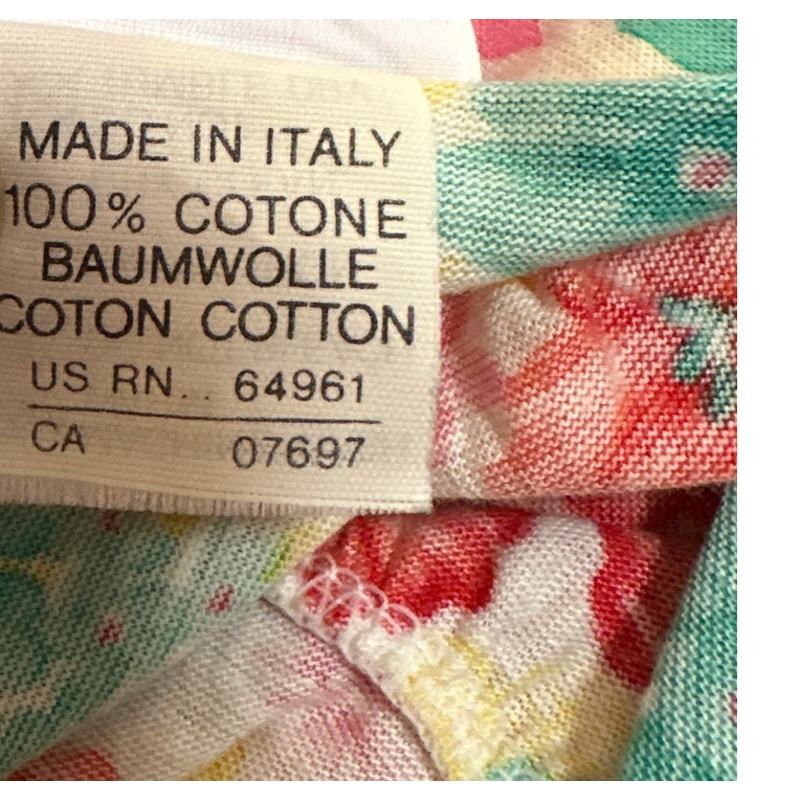 MADE IN ITALY
100% COTONE
BAUMWOLLE
COTON COTTON
US RN.. 64961
CA 07697